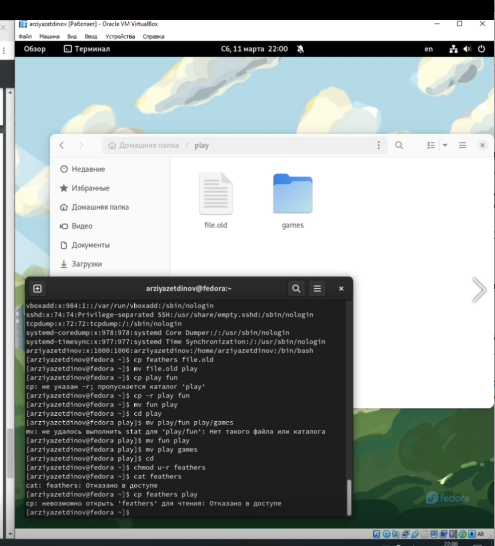 arziyazetdinov [Работает] - Oracle VM VirtualBox
Файл Машина Вид Ввод Устройства Справка
Обзор Терминал Сб, 11 марта 22:00 en
Домашняя папка / play
Недавние
Избранные
Домашняя папка
Видео
Документы
Загрузки
file.old games
arziyazetdinov@fedora:~
vboxadd:x:984:1::/var/run/vboxadd:/sbin/nologin
sshd:x:74:74:Privilege-separated SSH:/usr/share/empty.sshd:/sbin/nologin
tcpdump:x:72:72:tcpdump:/:/sbin/nologin
systemd-coredump:x:978:978:systemd Core Dumper:/:/usr/sbin/nologin
systemd-timesync:x:977:977:systemd Time Synchronization:/:/usr/sbin/nologin
arziyazetdinov:x:1000:1000:arziyazetdinov:/home/arziyazetdinov:/bin/bash
[arziyazetdinov@fedora ~]$ cp feathers file.old
[arziyazetdinov@fedora ~]$ mv file.old play
[arziyazetdinov@fedora ~]$ cp play fun
cp: не указан -r; пропускается каталог 'play'
[arziyazetdinov@fedora ~]$ cp -r play fun
[arziyazetdinov@fedora ~]$ mv fun play
[arziyazetdinov@fedora ~]$ cd play
[arziyazetdinov@fedora play]$ mv play/fun play/games
mv: не удалось выполнить stat для 'play/fun': Нет такого файла или каталога
[arziyazetdinov@fedora play]$ mv fun play
[arziyazetdinov@fedora play]$ mv play games
[arziyazetdinov@fedora play]$ cd
[arziyazetdinov@fedora ~]$ chmod u-r feathers
[arziyazetdinov@fedora ~]$ cat feathers
cat: feathers: Отказано в доступе
[arziyazetdinov@fedora ~]$ cp feathers play
cp: невозможно открыть 'feathers' для чтения: Отказано в доступе
[arziyazetdinov@fedora ~]$
fedora
Alt
22:00